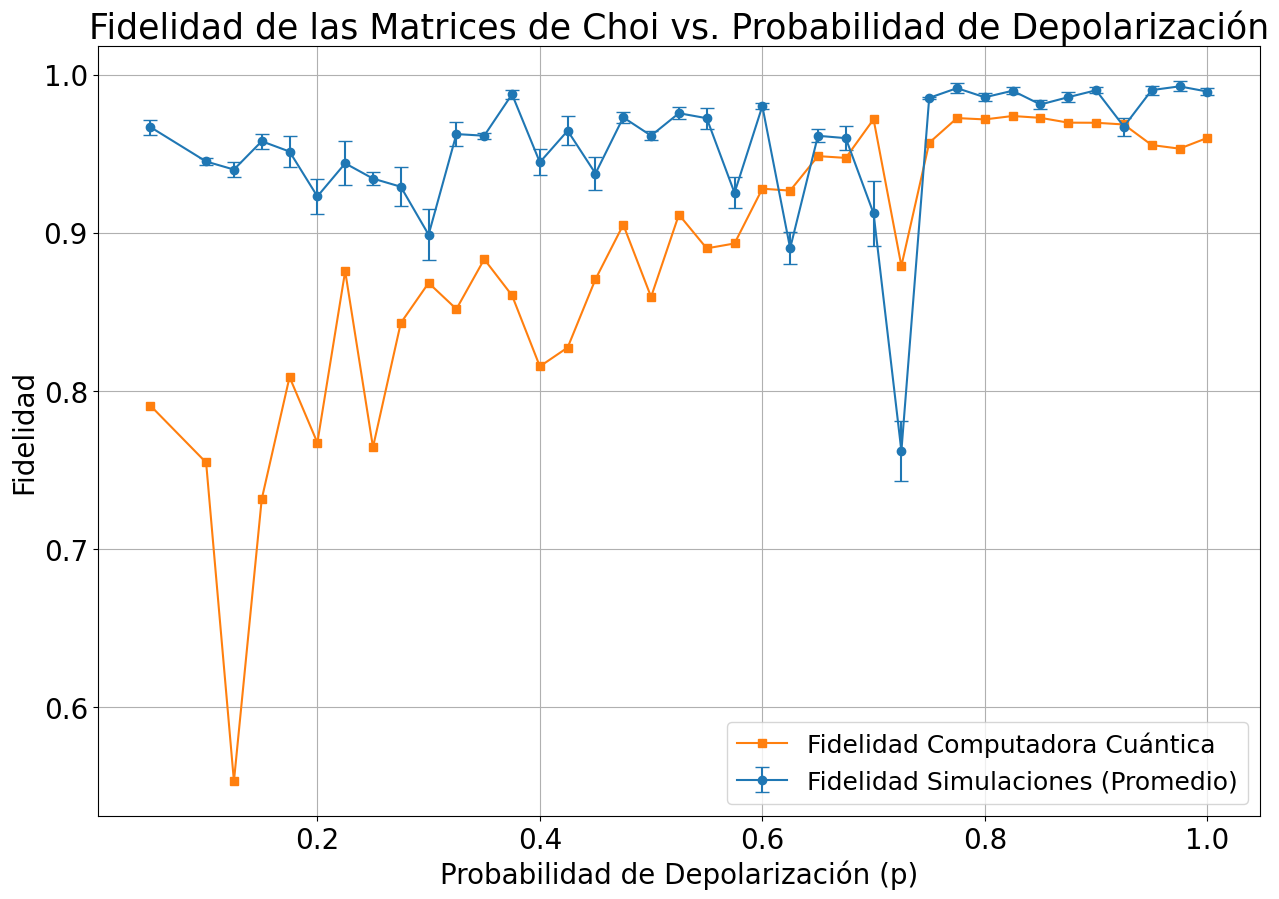 Fidelidad de las Matrices de Choi vs. Probabilidad de Depolarización
1.0
0.9
0.8
0.7
0.6
Fidelidad
0.2
0.4
0.6
0.8
1.0
Probabilidad de Depolarización (p)
Fidelidad Computadora Cuántica
Fidelidad Simulaciones (Promedio)